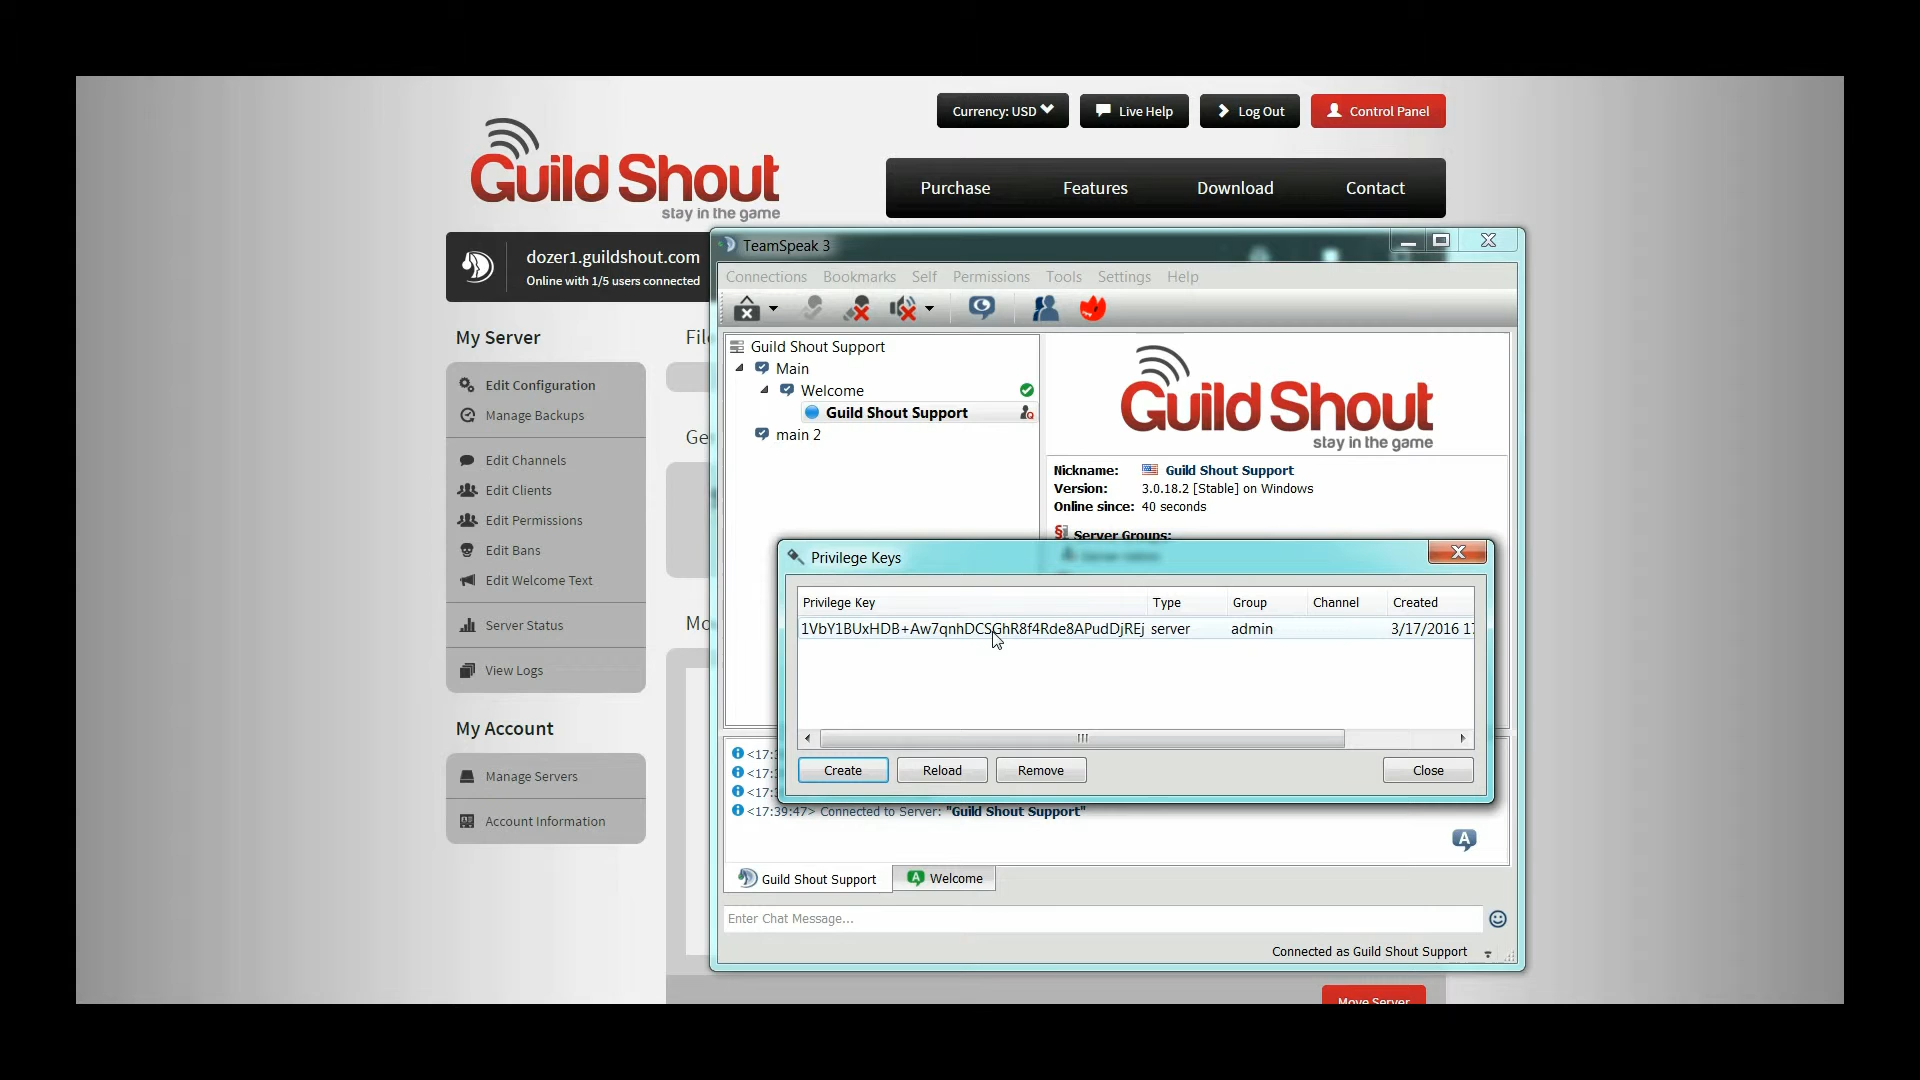 Currency: USD
Live Help
Log Out
Control Panel
Guild Shout
stay in the game
Purchase
Features
Download
Contact
dozer1.guildshout.com
Online with 1/5 users connected
My Server
Edit Configuration
Manage Backups
Edit Channels
Edit Clients
Edit Permissions
Edit Bans
Edit Welcome Text
Server Status
View Logs
My Account
Manage Servers
Account Information
Fil
Ge
Mo
TeamSpeak 3
Connections Bookmarks Self Permissions Tools Settings Help
Guild Shout Support
Main
Welcome
Guild Shout Support
main 2
Guild Shout
stay in the game
Nickname: Guild Shout Support
Version: 3.0.18.2 [Stable] on Windows
Online since: 40 seconds
Server Groups:
Privilege Keys
Privilege Key Type Group Channel Created
1VbY1BUxHDB+Aw7qnhDCSGhR8f4Rde8APudDjREj server admin 3/17/2016 17
Create Reload Remove Close
<17:3
<17:3
<17:3
<17:39:47> Connected to Server: "Guild Shout Support"
A
Guild Shout Support
A Welcome
Enter Chat Message...
Connected as Guild Shout Support
Move Server